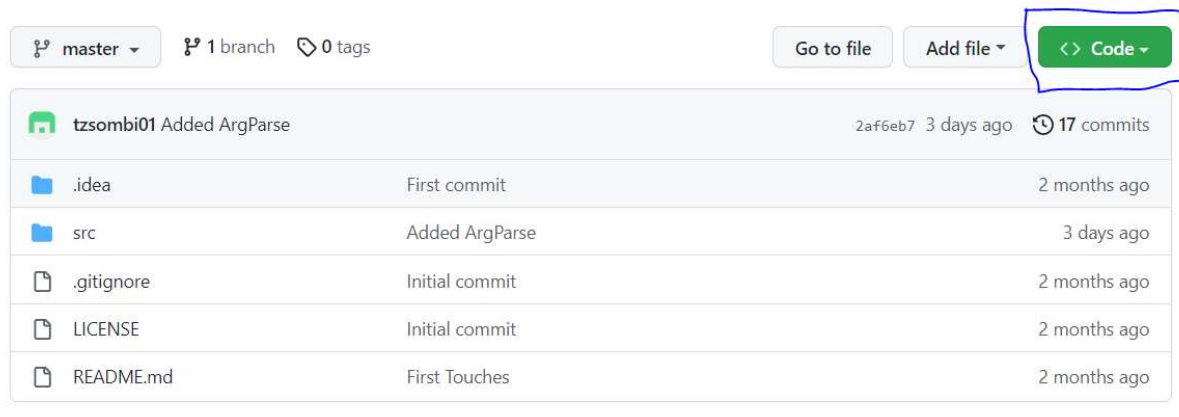 master 1 branch 0 tags Go to file Add file <> Code
tzsombi01 Added ArgParse 2af6eb7 3 days ago 17 commits
.idea First commit 2 months ago
src Added ArgParse 3 days ago
.gitignore Initial commit 2 months ago
LICENSE Initial commit 2 months ago
README.md First Touches 2 months ago